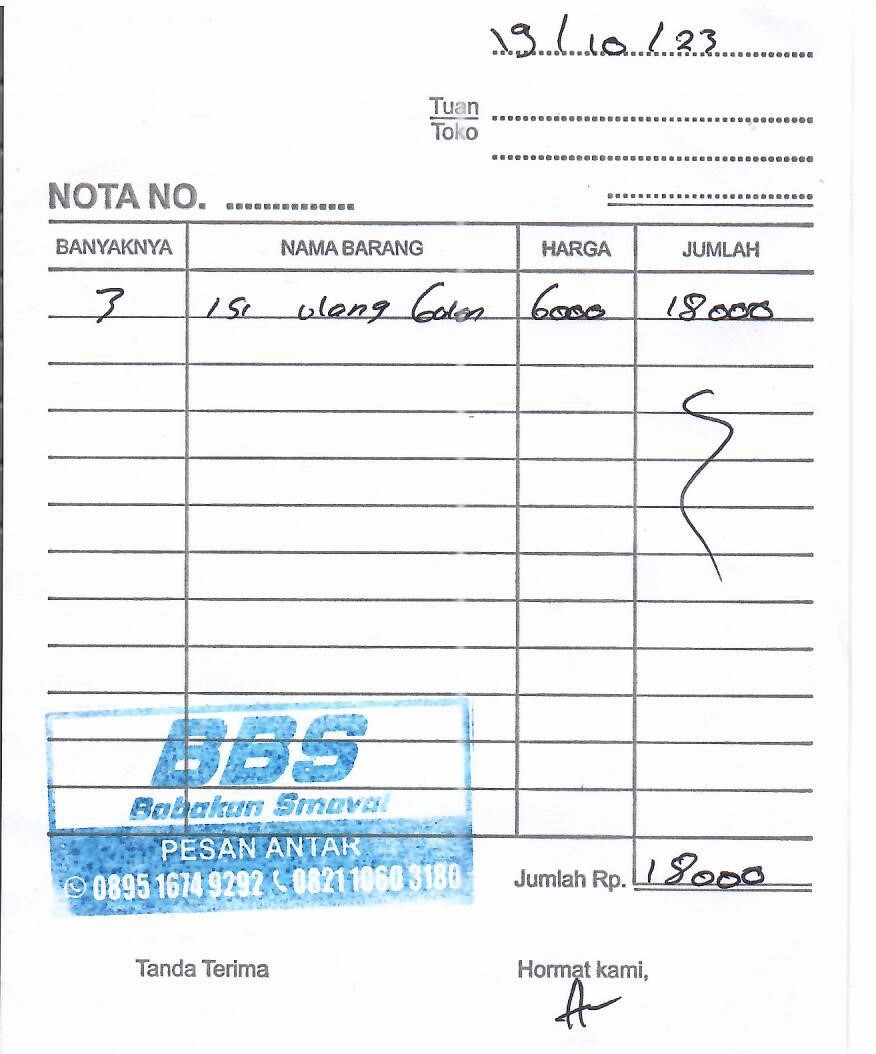 19/10/23
Tuan
Toko
NOTA NO.
BANYAKNYA NAMA BARANG HARGA JUMLAH
3 isi ulang Galon 6000 18000
BBS
Babakan Smaval
PESAN ANTAR
0895 1674 9292 0821 1060 3180
Jumlah Rp. 18000
Tanda Terima Hormat kami,